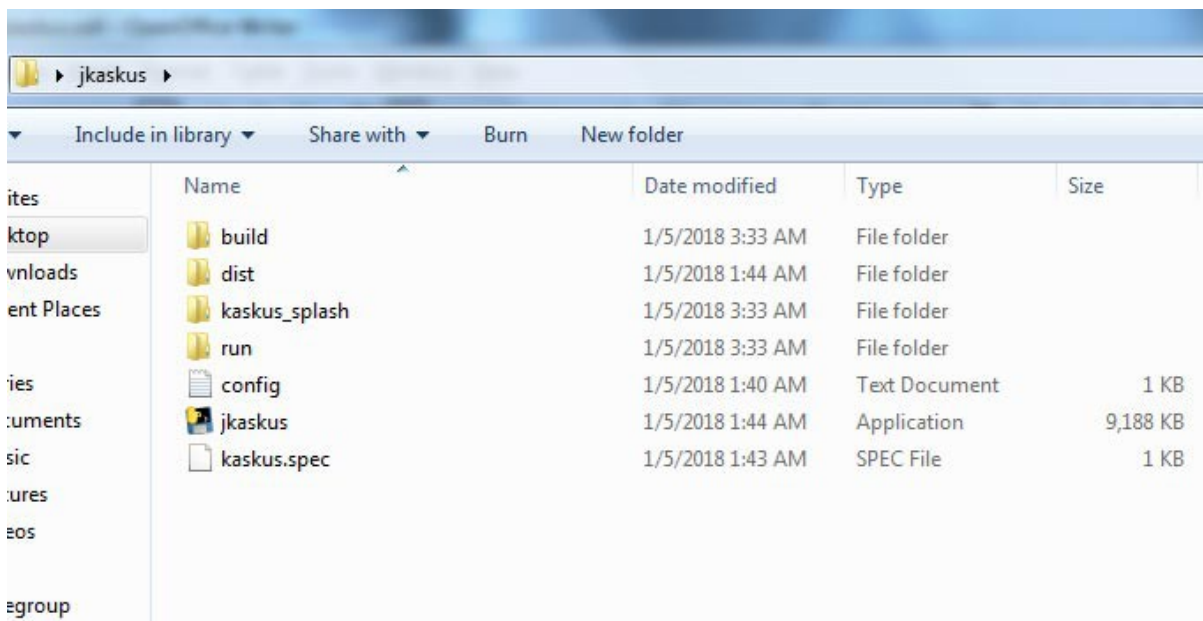 jkaskus
Include in library Share with Burn New folder
Name Date modified Type Size
ites
ktop
wnloads
ent Places
ries
cuments
sic
tures
eos
egroup
build 1/5/2018 3:33 AM File folder
dist 1/5/2018 1:44 AM File folder
kaskus_splash 1/5/2018 3:33 AM File folder
run 1/5/2018 3:33 AM File folder
config 1/5/2018 1:40 AM Text Document 1 KB
jkaskus 1/5/2018 1:44 AM Application 9,188 KB
kaskus.spec 1/5/2018 1:43 AM SPEC File 1 KB